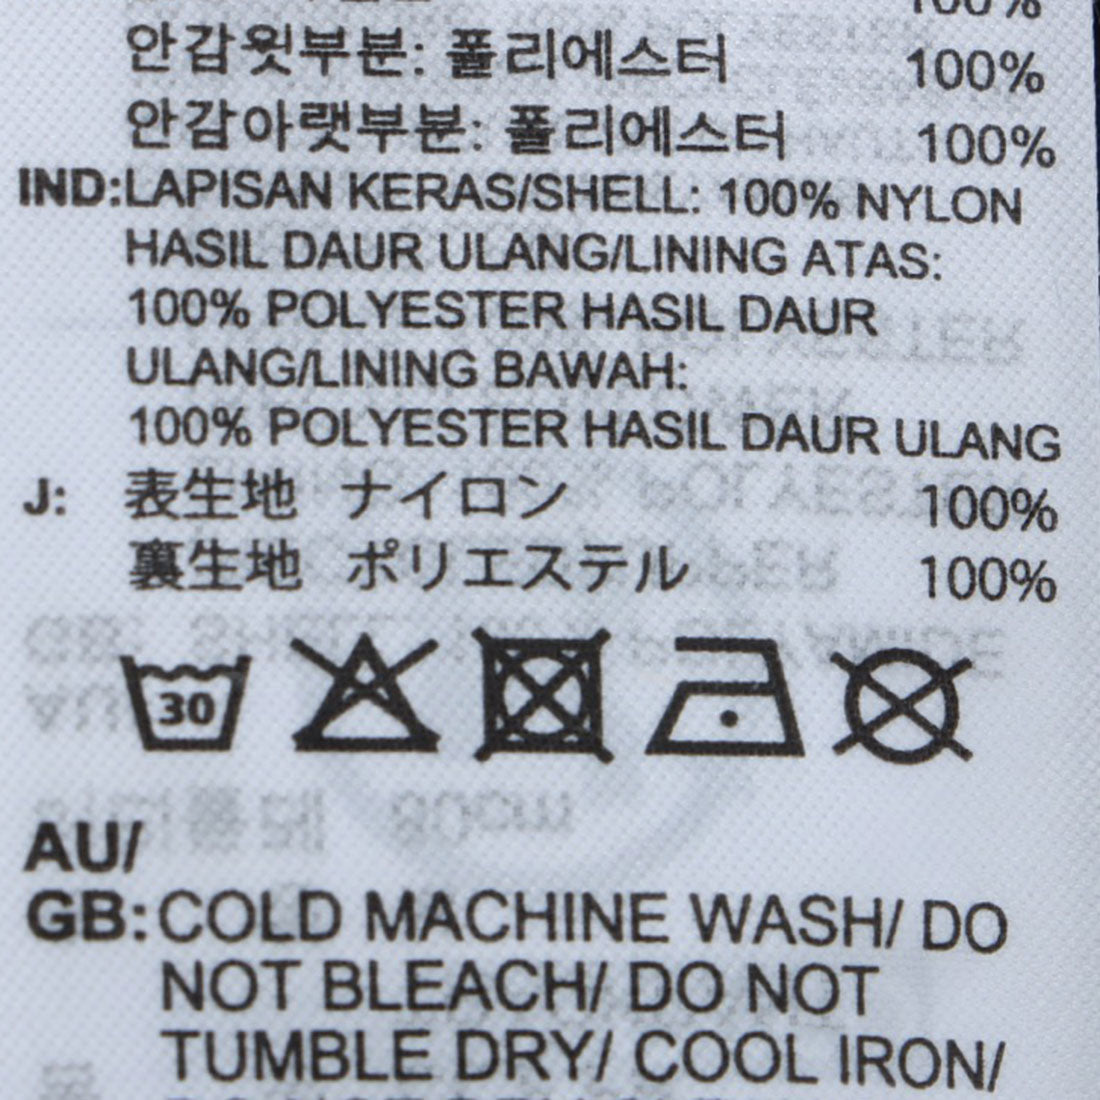 100%
안감윗부분: 폴리에스터 100%
안감아랫부분: 폴리에스터 100%
IND:LAPISAN KERAS/SHELL: 100% NYLON
HASIL DAUR ULANG/LINING ATAS:
100% POLYESTER HASIL DAUR
ULANG/LINING BAWAH:
100% POLYESTER HASIL DAUR ULANG
J: 表生地 ナイロン 100%
裏生地 ポリエステル 100%
30
AU/
GB:COLD MACHINE WASH/ DO
NOT BLEACH/ DO NOT
TUMBLE DRY/ COOL IRON/